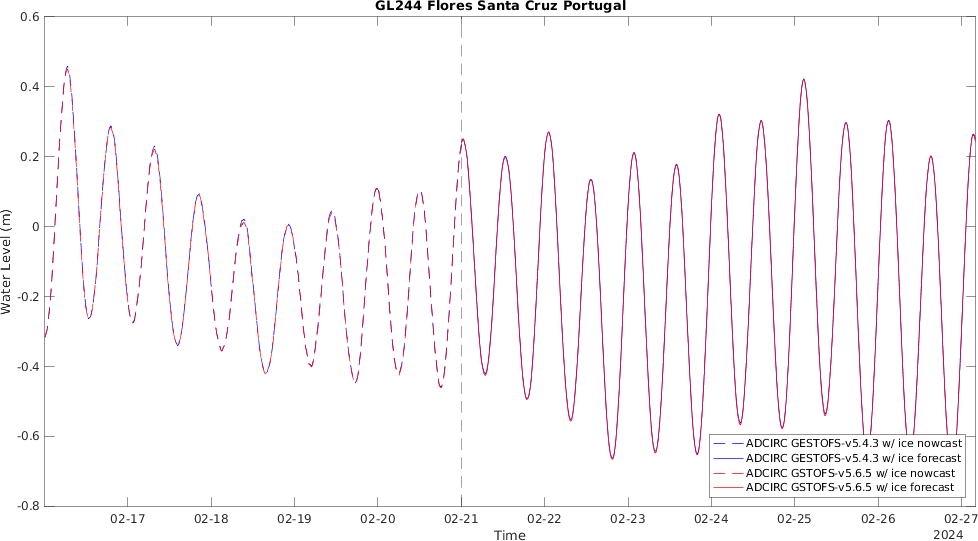 GL244 Flores Santa Cruz Portugal
0.6
0.4
0.2
0
-0.2
-0.4
-0.6
-0.8
Water Level (m)
ADCIRC GESTOFS-v5.4.3 w/ ice nowcast
ADCIRC GESTOFS-v5.4.3 w/ ice forecast
ADCIRC GSTOFS-v5.6.5 w/ ice nowcast
ADCIRC GSTOFS-v5.6.5 w/ ice forecast
02-17 02-18 02-19 02-20 02-21 02-22 02-23 02-24 02-25 02-26 02-27
Time
2024